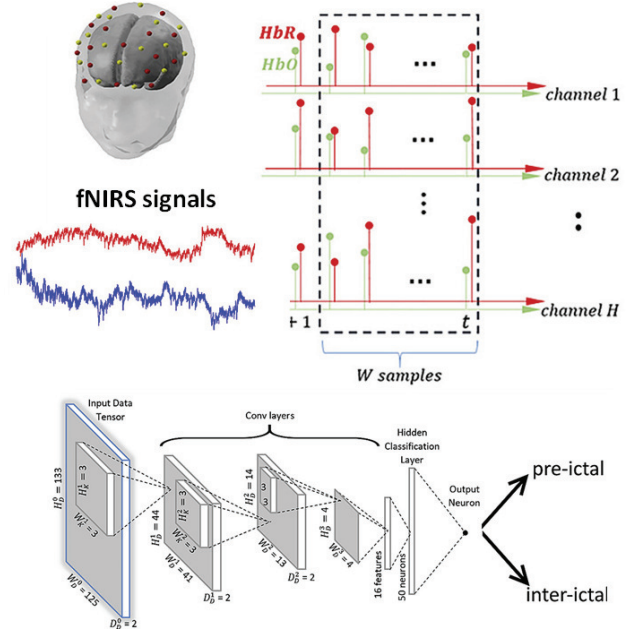 HbR
HbO
channel 1
channel 2
fNIRS signals
channel H
+ 1
t
W samples
Input Data
Tensor
Conv layers
Hidden
Classification
Layer
Output
Neuron
H_D^0 = 133
H_K^1 = 3
W_K^1 = 3
W_D^0 = 125
D_D^0 = 2
H_D^1 = 44
H_K^2 = 3
W_K^2 = 3
W_D^1 = 41
D_D^1 = 2
H_D^2 = 14
3
3
W_D^2 = 13
D_D^2 = 2
H_D^3 = 4
W_D^3 = 4
16 features
50 neurons
pre-ictal
inter-ictal